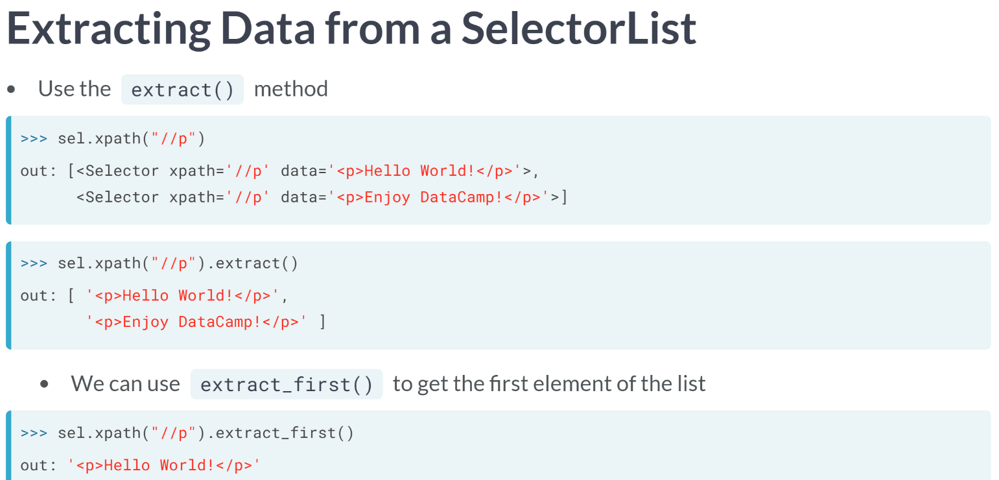 Extracting Data from a SelectorList
• Use the extract() method
>>> sel.xpath("//p")
out: [<Selector xpath='//p' data='<p>Hello World!</p>'>,
      <Selector xpath='//p' data='<p>Enjoy DataCamp!</p>'>]
>>> sel.xpath("//p").extract()
out: [ '<p>Hello World!</p>',
       '<p>Enjoy DataCamp!</p>' ]
• We can use extract_first() to get the first element of the list
>>> sel.xpath("//p").extract_first()
out: '<p>Hello World!</p>'